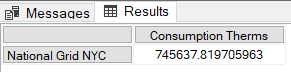 Messages Results
Consumption Therms
National Grid NYC 745637.819705963